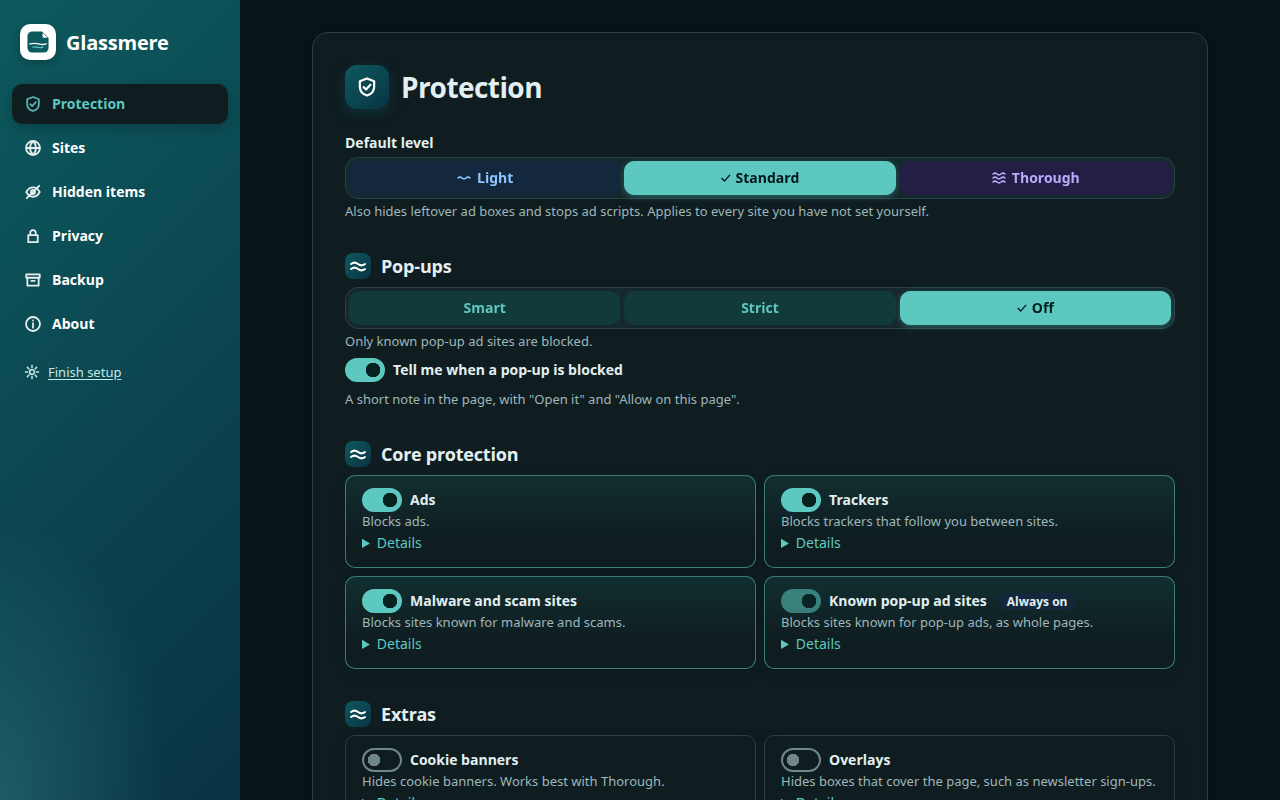 Glassmere
Protection
Sites
Hidden items
Privacy
Backup
About
Finish setup
Protection
Default level
Light
Standard
Thorough
Also hides leftover ad boxes and stops ad scripts. Applies to every site you have not set yourself.
Pop-ups
Smart
Strict
Off
Only known pop-up ad sites are blocked.
Tell me when a pop-up is blocked
A short note in the page, with "Open it" and "Allow on this page".
Core protection
Ads
Blocks ads.
Details
Trackers
Blocks trackers that follow you between sites.
Details
Malware and scam sites
Blocks sites known for malware and scams.
Details
Known pop-up ad sites Always on
Blocks sites known for pop-up ads, as whole pages.
Details
Extras
Cookie banners
Hides cookie banners. Works best with Thorough.
Overlays
Hides boxes that cover the page, such as newsletter sign-ups.